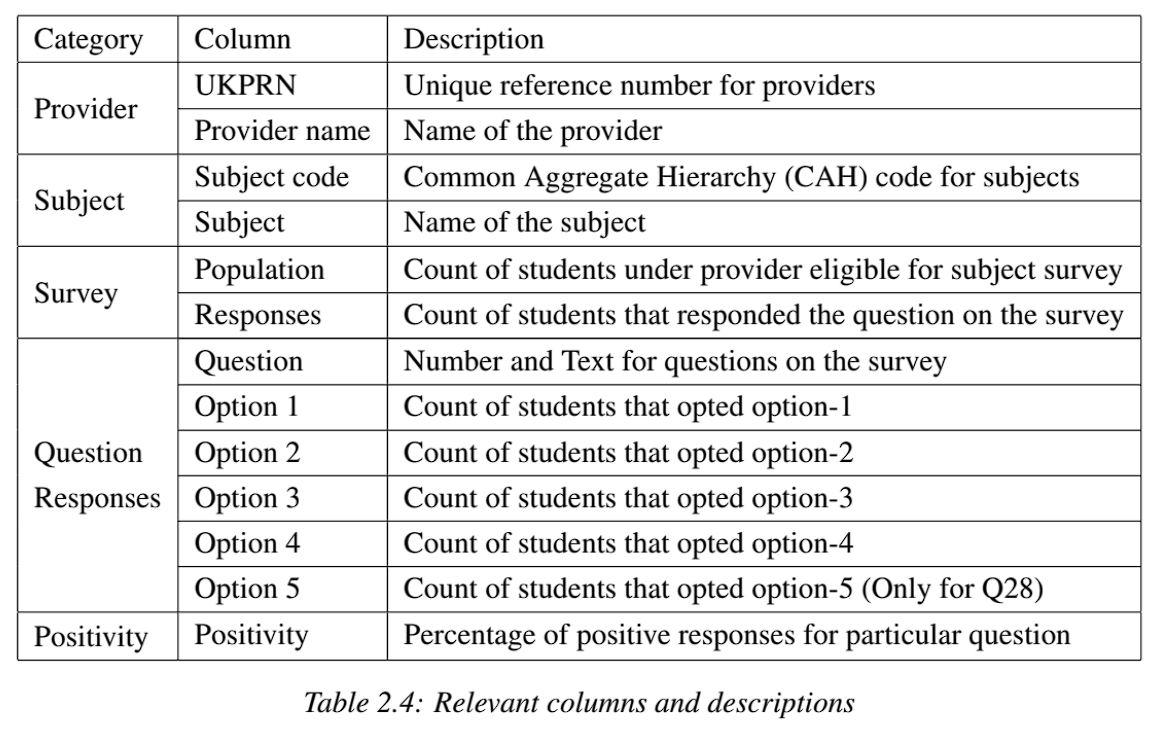 Category Column Description
Provider UKPRN Unique reference number for providers
Provider name Name of the provider
Subject Subject code Common Aggregate Hierarchy (CAH) code for subjects
Subject Name of the subject
Survey Population Count of students under provider eligible for subject survey
Responses Count of students that responded the question on the survey
Question Responses Question Number and Text for questions on the survey
Option 1 Count of students that opted option-1
Option 2 Count of students that opted option-2
Option 3 Count of students that opted option-3
Option 4 Count of students that opted option-4
Option 5 Count of students that opted option-5 (Only for Q28)
Positivity Positivity Percentage of positive responses for particular question
Table 2.4: Relevant columns and descriptions